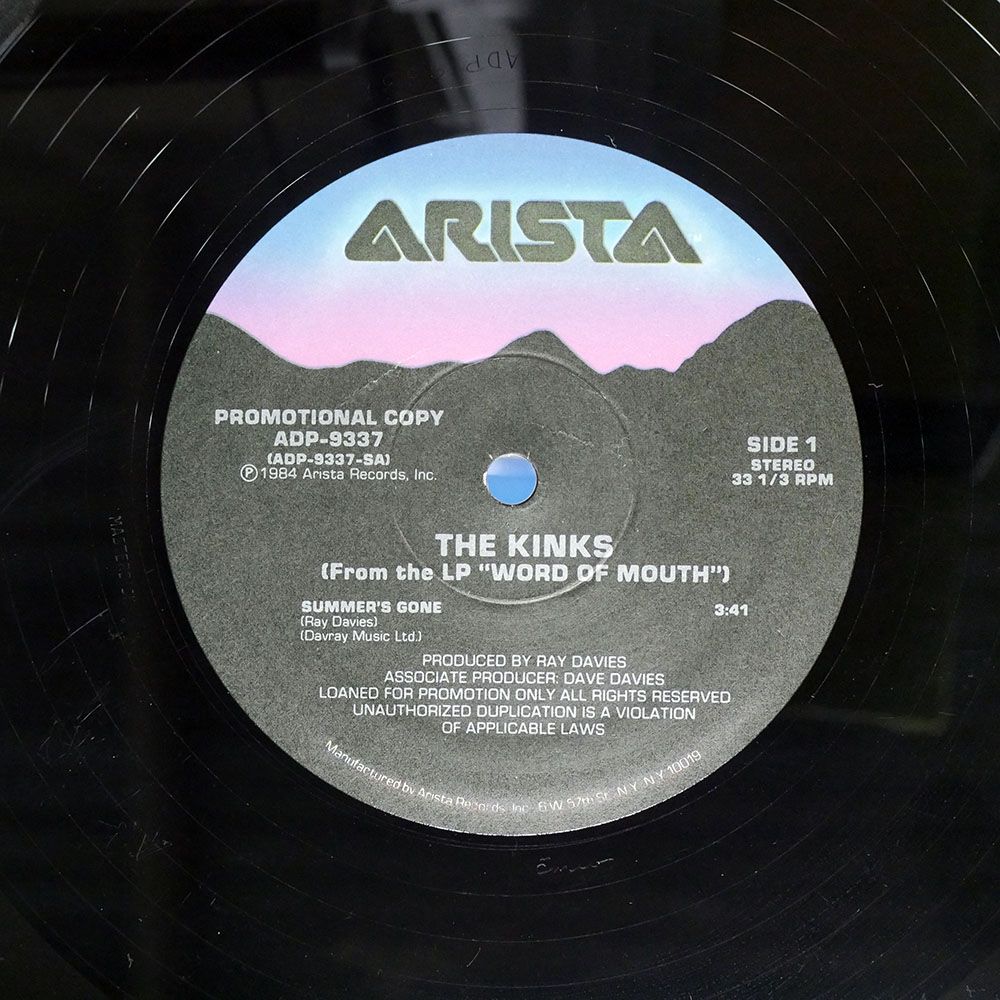 ADP
ARISTA
TM
PROMOTIONAL COPY
ADP-9337
(ADP-9337-SA)
℗ 1984 Arista Records, Inc.
SIDE 1
STEREO
33 1/3 RPM
THE KINKS
(From the LP "WORD OF MOUTH")
SUMMER'S GONE 3:41
(Ray Davies)
(Davray Music Ltd.)
PRODUCED BY RAY DAVIES
ASSOCIATE PRODUCER: DAVE DAVIES
LOANED FOR PROMOTION ONLY ALL RIGHTS RESERVED
UNAUTHORIZED DUPLICATION IS A VIOLATION
OF APPLICABLE LAWS
Manufactured by Arista Records, Inc. 6 W. 57th St., N.Y., N.Y. 10019